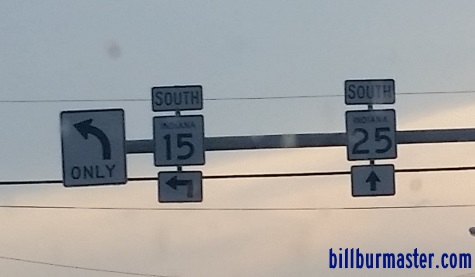 SOUTH
INDIANA
15
ONLY
SOUTH
INDIANA
25
billburmaster.com